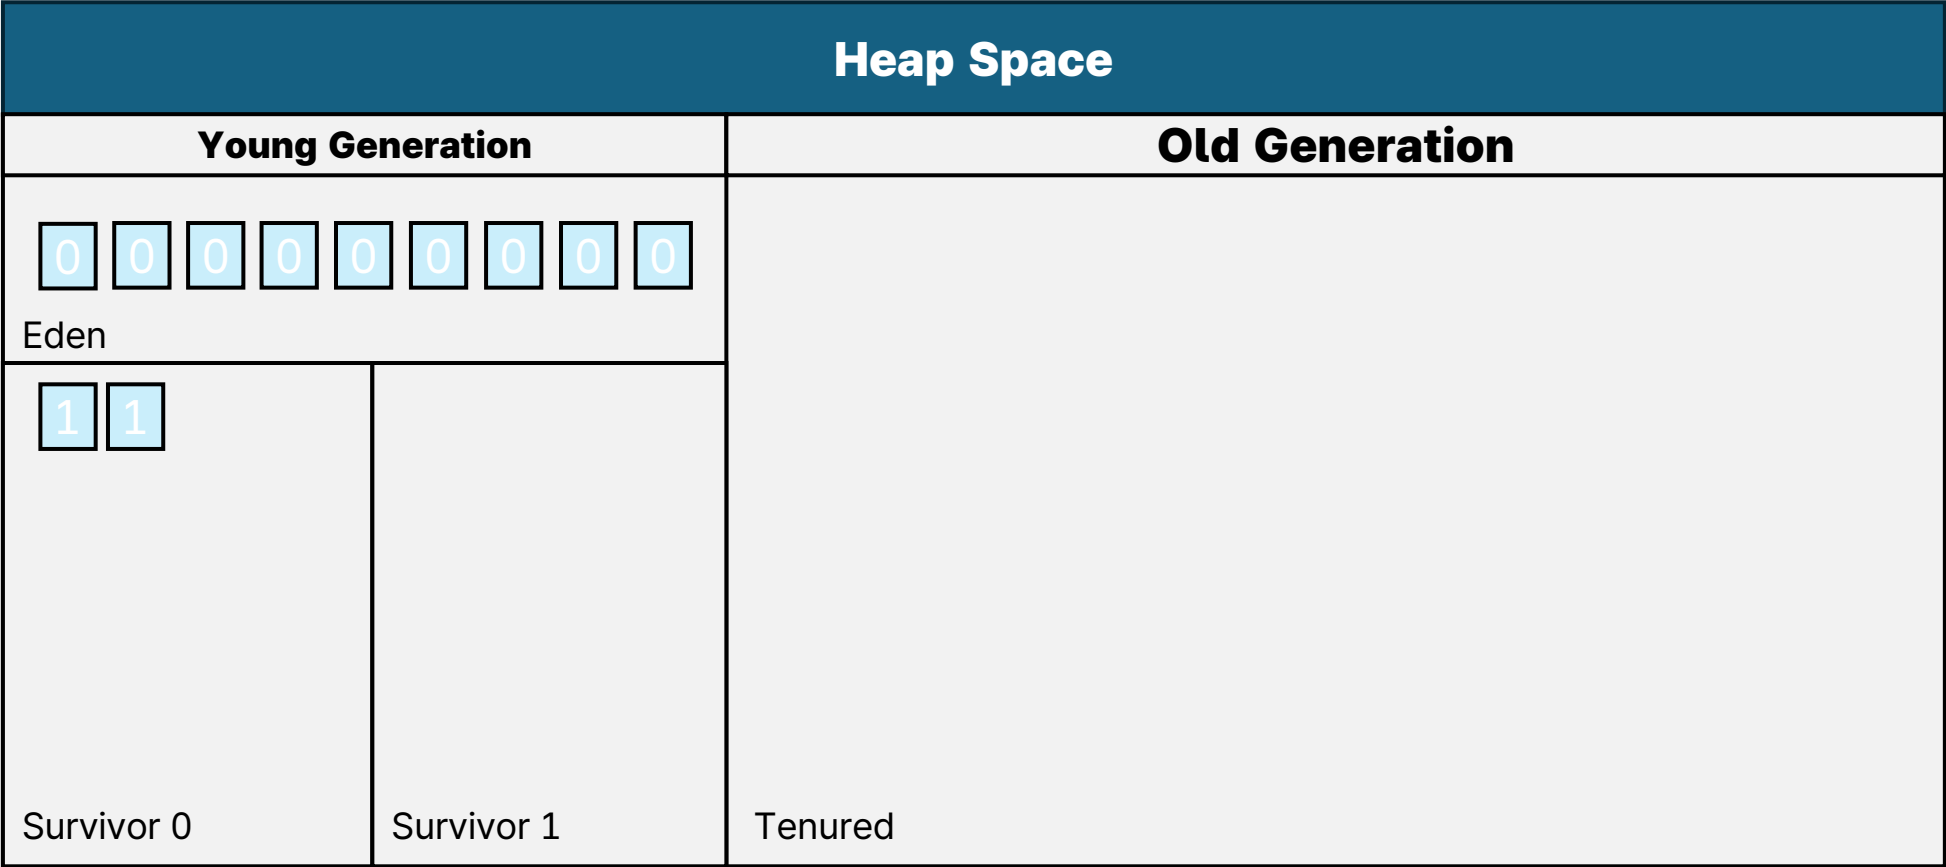 Heap Space
Young Generation
Old Generation
0 0 0 0 0 0 0 0 0
Eden
1 1
Survivor 0
Survivor 1
Tenured